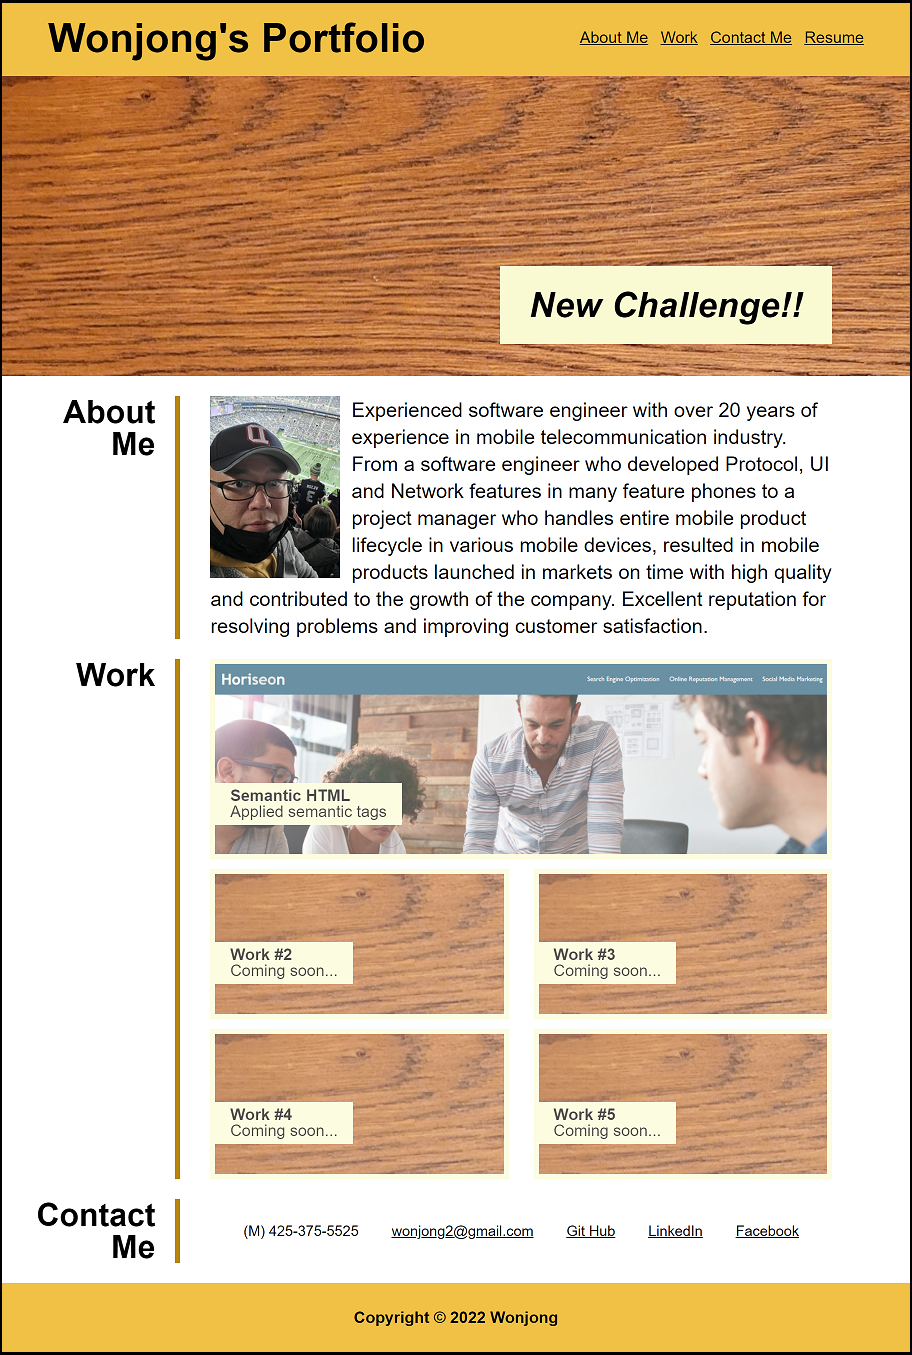 Wonjong's Portfolio
About Me Work Contact Me Resume
New Challenge!!
About
Me
Experienced software engineer with over 20 years of
experience in mobile telecommunication industry.
From a software engineer who developed Protocol, UI
and Network features in many feature phones to a
project manager who handles entire mobile product
lifecycle in various mobile devices, resulted in mobile
products launched in markets on time with high quality
and contributed to the growth of the company. Excellent reputation for
resolving problems and improving customer satisfaction.
Work
Horiseon
Search Engine Optimization Online Reputation Management Social Media Marketing
Semantic HTML
Applied semantic tags
Work #2
Coming soon...
Work #3
Coming soon...
Work #4
Coming soon...
Work #5
Coming soon...
Contact
Me
(M) 425-375-5525 wonjong2@gmail.com Git Hub LinkedIn Facebook
Copyright © 2022 Wonjong